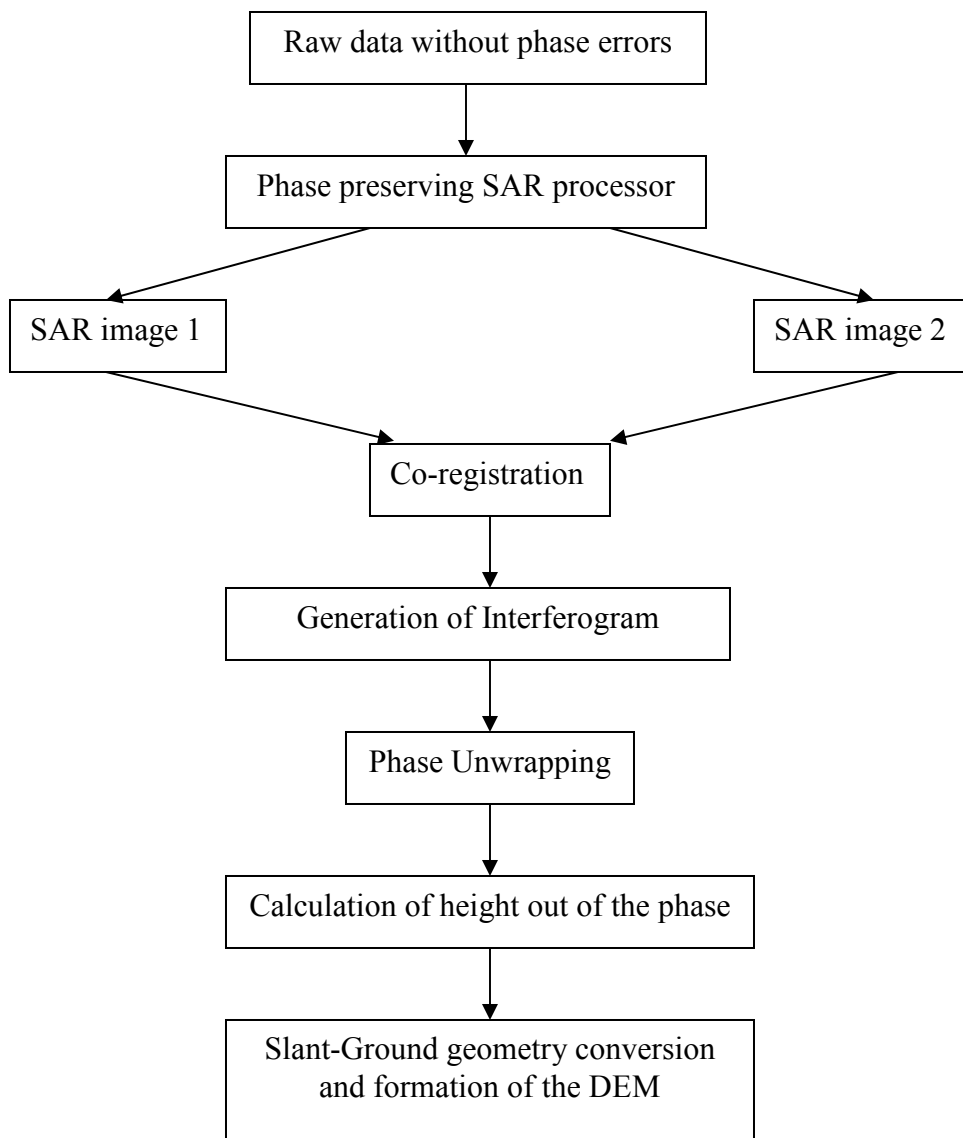 Raw data without phase errors
Phase preserving SAR processor
SAR image 1
SAR image 2
Co-registration
Generation of Interferogram
Phase Unwrapping
Calculation of height out of the phase
Slant-Ground geometry conversion
and formation of the DEM